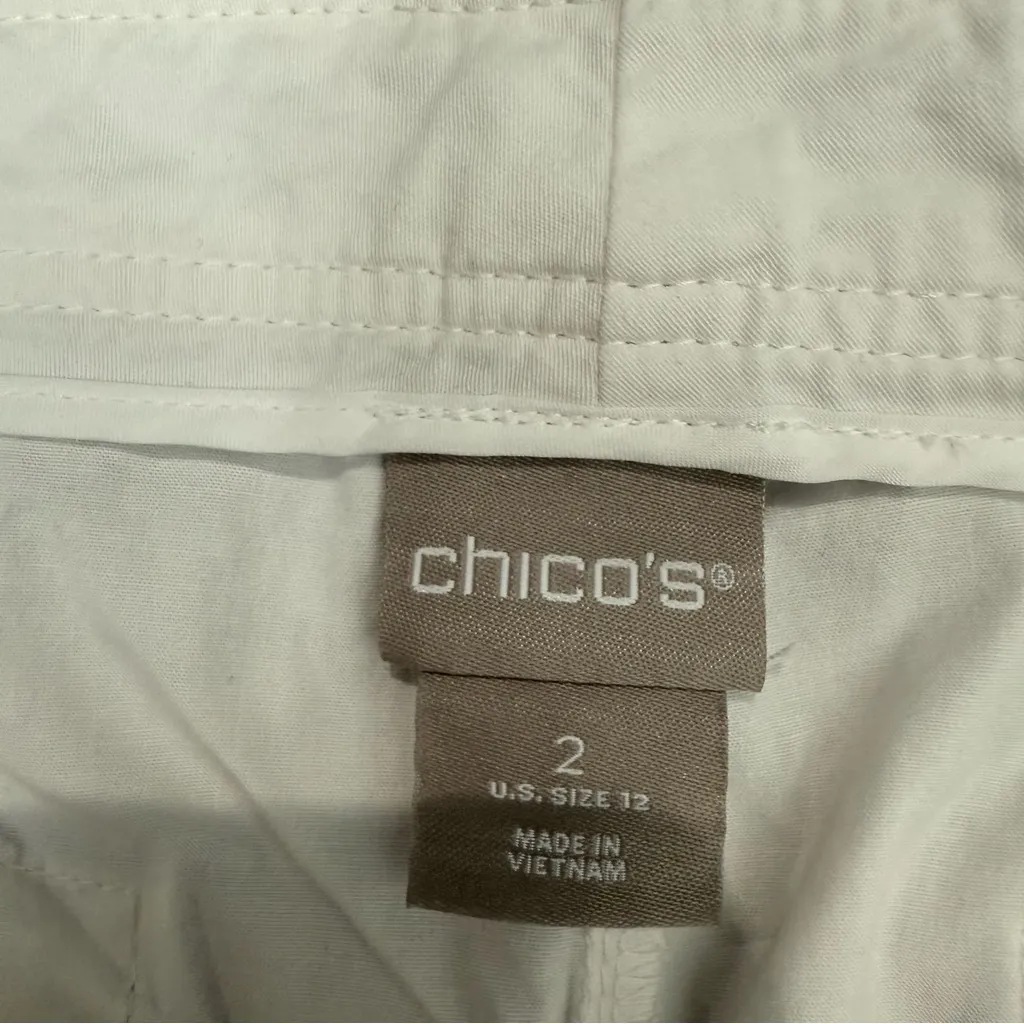 chico's®
2
U.S. SIZE 12
MADE IN
VIETNAM